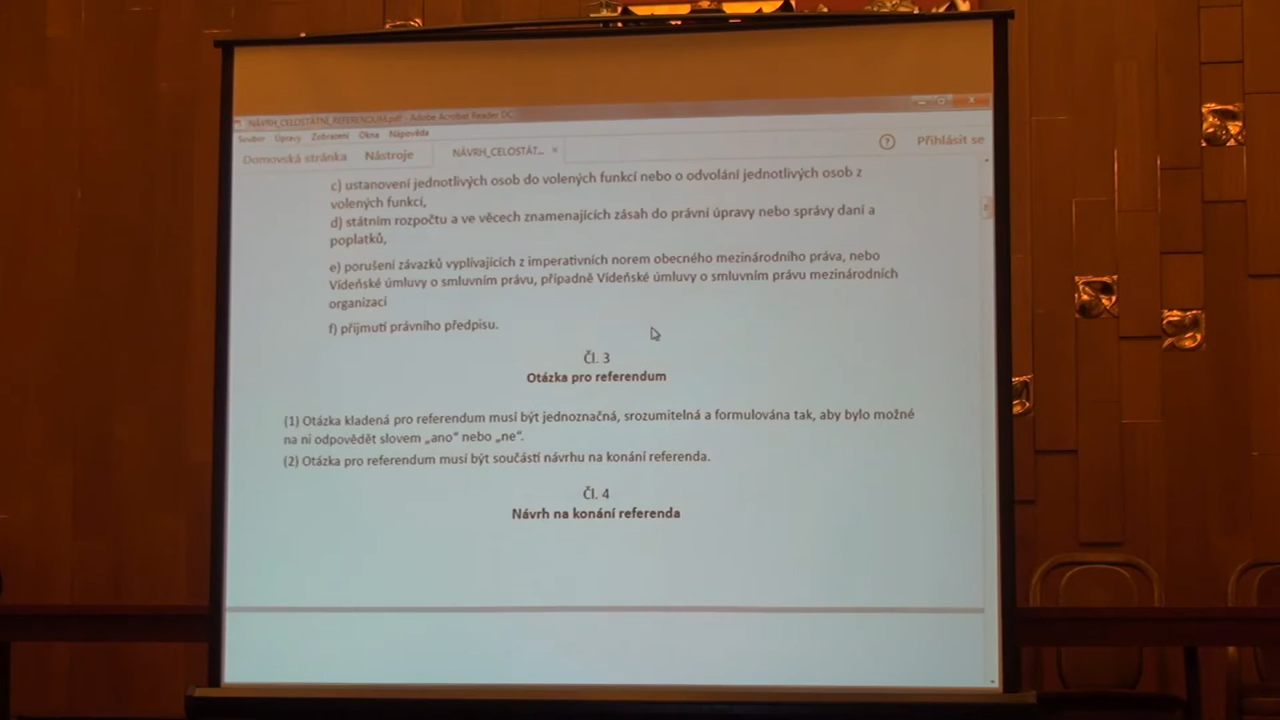 NÁVRH_CELOSTÁTNÍ_REFERENDUM.pdf - Adobe Acrobat Reader DC
Soubor Úpravy Zobrazení Okna Nápověda
Domovská stránka Nástroje NÁVRH_CELOSTÁT... × ? Přihlásit se
c) ustanovení jednotlivých osob do volených funkcí nebo o odvolání jednotlivých osob z
volených funkcí,
d) státním rozpočtu a ve věcech znamenajících zásah do právní úpravy nebo správy daní a
poplatků,
e) porušení závazků vyplívajících z imperativních norem obecného mezinárodního práva, nebo
Vídeňské úmluvy o smluvním právu, případně Vídeňské úmluvy o smluvním právu mezinárodních
organizací
f) přijmutí právního předpisu.
Čl. 3
Otázka pro referendum
(1) Otázka kladená pro referendum musí být jednoznačná, srozumitelná a formulována tak, aby bylo možné
na ni odpovědět slovem „ano“ nebo „ne“.
(2) Otázka pro referendum musí být součástí návrhu na konání referenda.
Čl. 4
Návrh na konání referenda